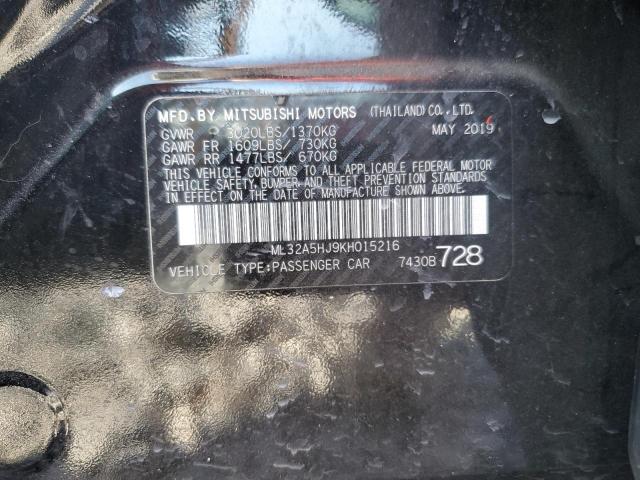 MFD.BY MITSUBISHI MOTORS (THAILAND) CO.,LTD.
GVWR 3020LBS/1370KG MAY 2019
GAWR FR 1609LBS/730KG
GAWR RR 1477LBS/670KG
THIS VEHICLE CONFORMS TO ALL APPLICABLE FEDERAL MOTOR
VEHICLE SAFETY, BUMPER, AND THEFT PREVENTION STANDARDS
IN EFFECT ON THE DATE OF MANUFACTURE SHOWN ABOVE.
ML32A5HJ9KH015216
VEHICLE TYPE:PASSENGER CAR 7430B 728